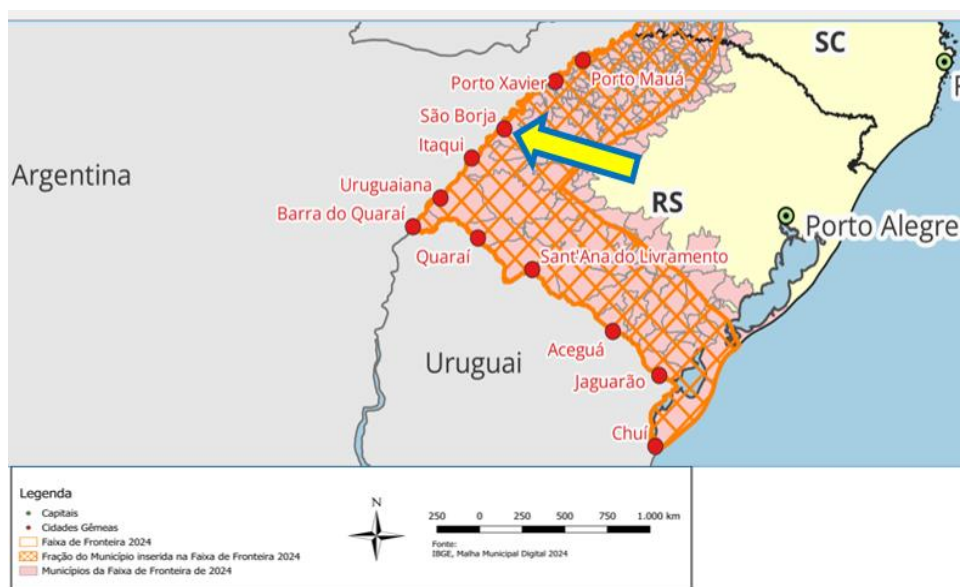 SC
F
Porto Xavier
Porto Mauá
São Borja
Itaqui
Argentina
Uruguaiana
RS
Barra do Quaraí
Porto Alegre
Quaraí
Sant'Ana do Livramento
Aceguá
Uruguai
Jaguarão
Chuí
Legenda
Capitais
Cidades Gêmeas
Faixa de Fronteira 2024
Fração do Município inserida na Faixa de Fronteira 2024
Municípios da Faixa de Fronteira de 2024
N
250 0 250 500 750 1.000 km
Fonte:
IBGE, Malha Municipal Digital 2024